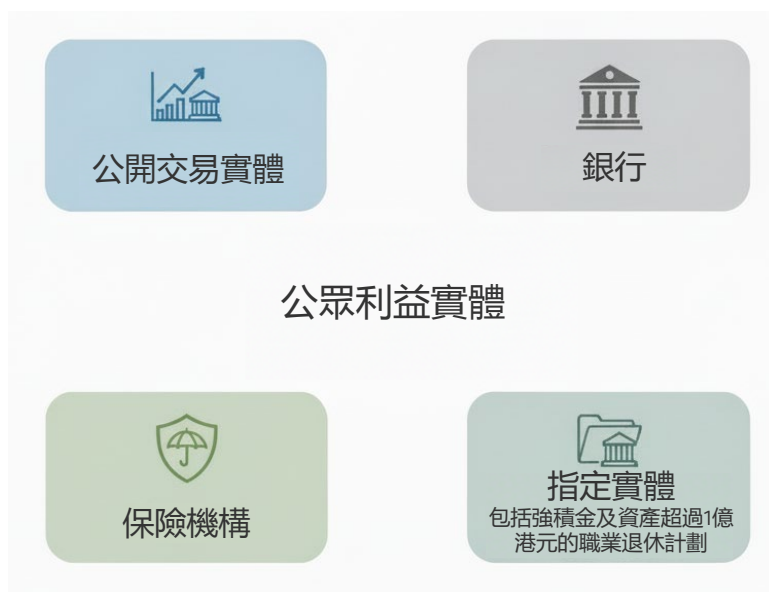 公開交易實體
銀行
公眾利益實體
保險機構
指定實體
包括強積金及資產超過1億
港元的職業退休計劃